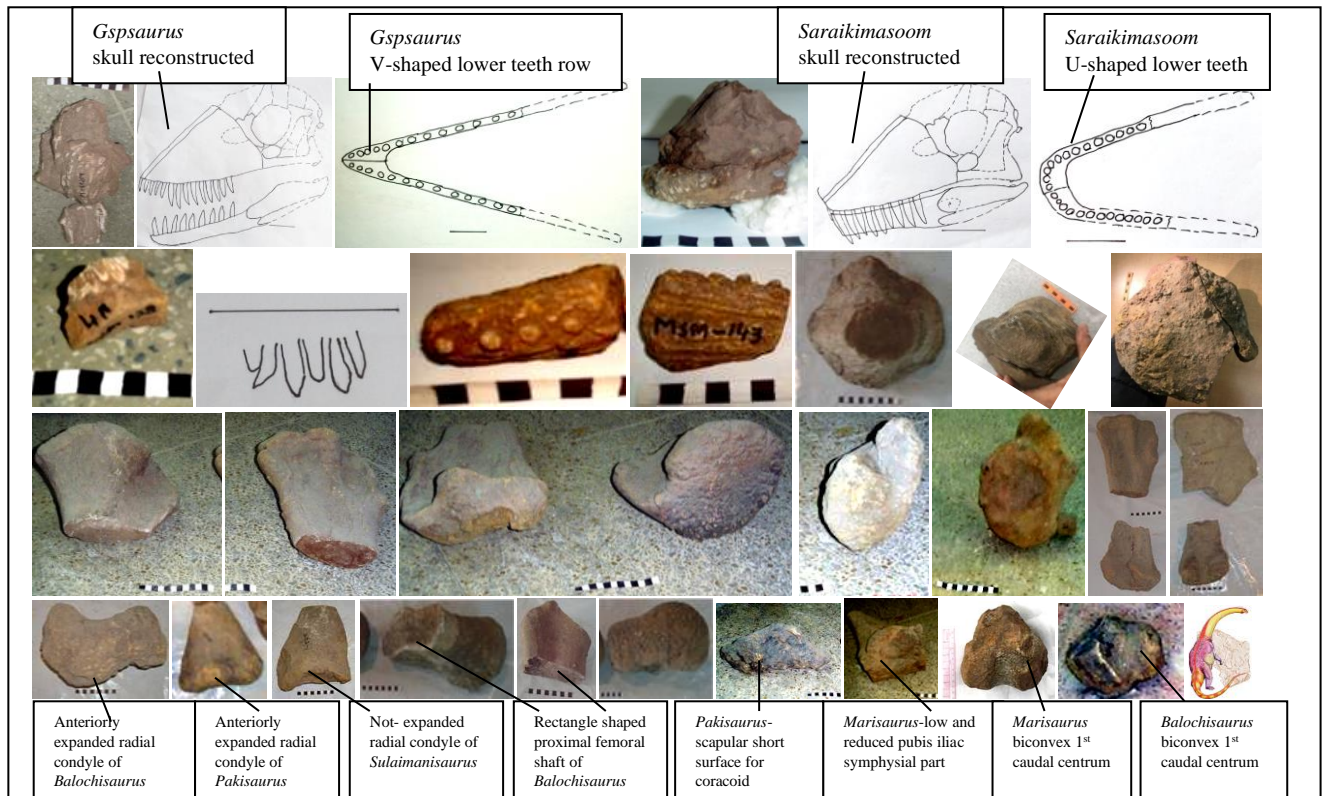 Gspsaurus
skull reconstructed
Gspsaurus
V-shaped lower teeth row
Saraikimasoom
skull reconstructed
Saraikimasoom
U-shaped lower teeth
MSM-143
Anteriorly
expanded radial
condyle of
Balochisaurus
Anteriorly
expanded radial
condyle of
Pakisaurus
Not- expanded
radial condyle of
Sulaimanisaurus
Rectangle shaped
proximal femoral
shaft of
Balochisaurus
Pakisaurus-
scapular short
surface for
coracoid
Marisaurus-low and
reduced pubis iliac
symphysial part
Marisaurus
biconvex 1st
caudal centrum
Balochisaurus
biconvex 1st
caudal centrum